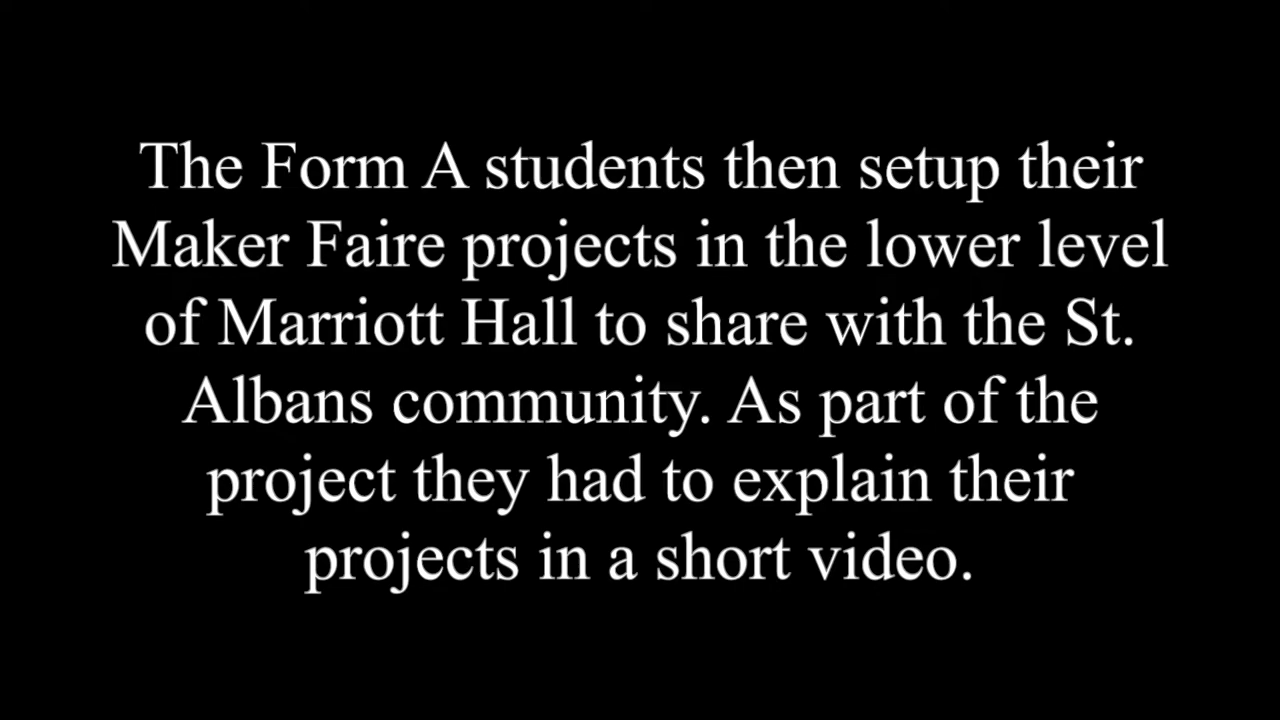 The Form A students then setup their
Maker Faire projects in the lower level
of Marriott Hall to share with the St.
Albans community. As part of the
project they had to explain their
projects in a short video.